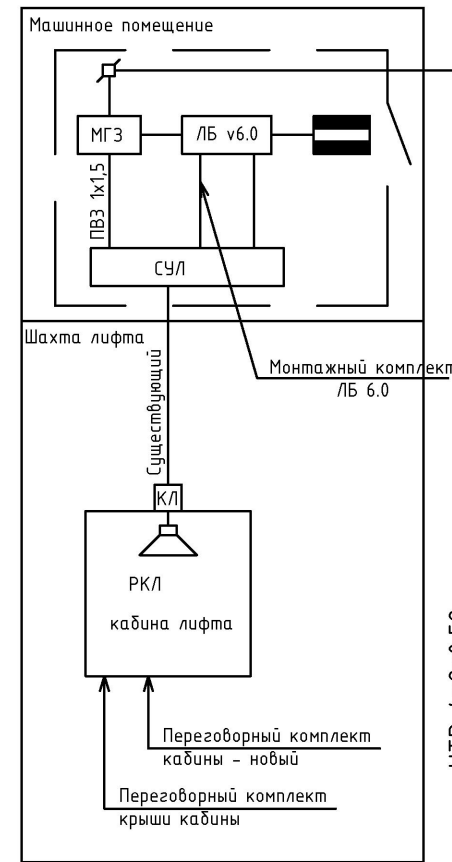 Машинное помещение
МГЗ
ЛБ v6.0
ПВЗ 1х1,5
СУЛ
Шахта лифта
Монтажный комплект
ЛБ 6.0
Существующий
КЛ
РКЛ
кабина лифта
Переговорный комплект
кабины - новый
Переговорный комплект
крыши кабины